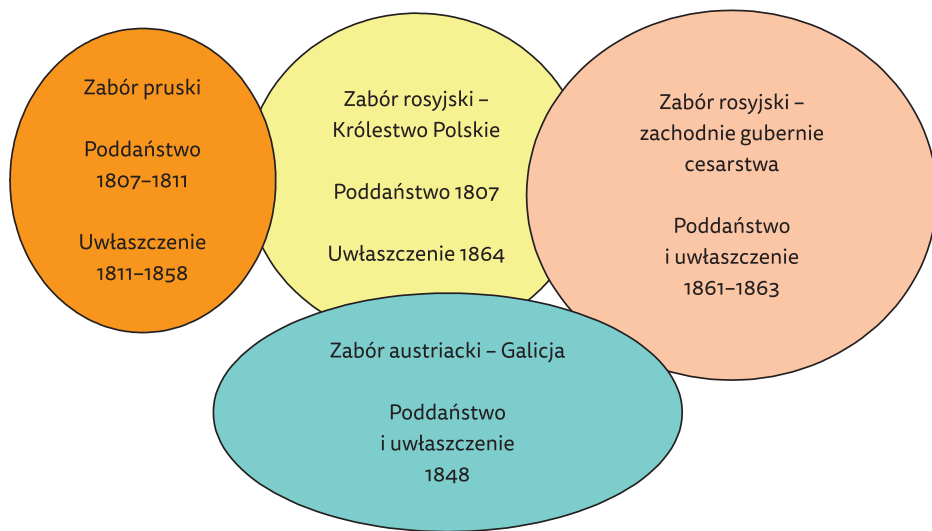 Zabór pruski
Poddaństwo
1807–1811
Uwłaszczenie
1811–1858
Zabór rosyjski –
Królestwo Polskie
Poddaństwo 1807
Uwłaszczenie 1864
Zabór rosyjski –
zachodnie gubernie
cesarstwa
Poddaństwo
i uwłaszczenie
1861–1863
Zabór austriacki – Galicja
Poddaństwo
i uwłaszczenie
1848